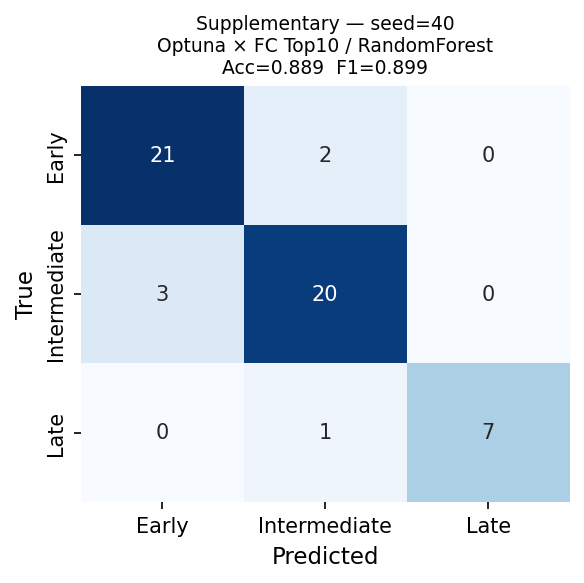 Supplementary — seed=40
Optuna × FC Top10 / RandomForest
Acc=0.889  F1=0.899
Early
21
2
0
Intermediate
3
20
0
Late
0
1
7
True
Early
Intermediate
Late
Predicted